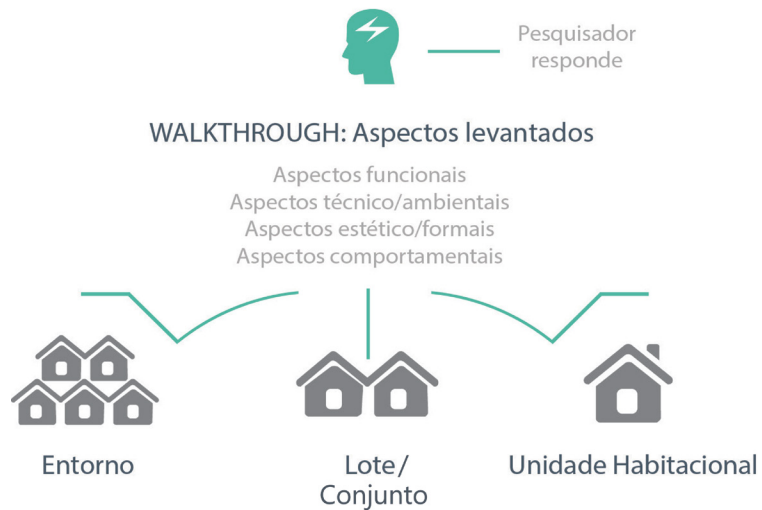 Pesquisador
responde
WALKTHROUGH: Aspectos levantados
Aspectos funcionais
Aspectos técnico/ambientais
Aspectos estético/formais
Aspectos comportamentais
Entorno
Lote/
Conjunto
Unidade Habitacional